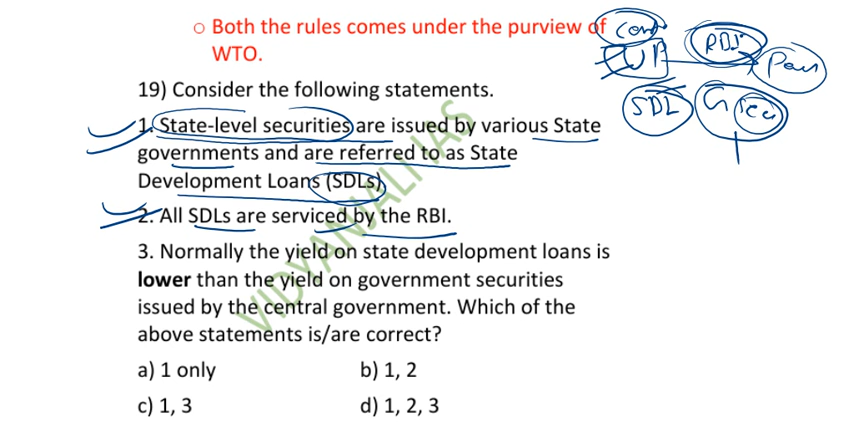 ○ Both the rules comes under the purview of
WTO.
19) Consider the following statements.
1. State-level securities are issued by various State
governments and are referred to as State
Development Loans (SDLs)
2. All SDLs are serviced by the RBI.
3. Normally the yield on state development loans is
lower than the yield on government securities
issued by the central government. Which of the
above statements is/are correct?
a) 1 only b) 1, 2
c) 1, 3 d) 1, 2, 3
VIDYANJALI IAS
RBI
SDL
G Sec